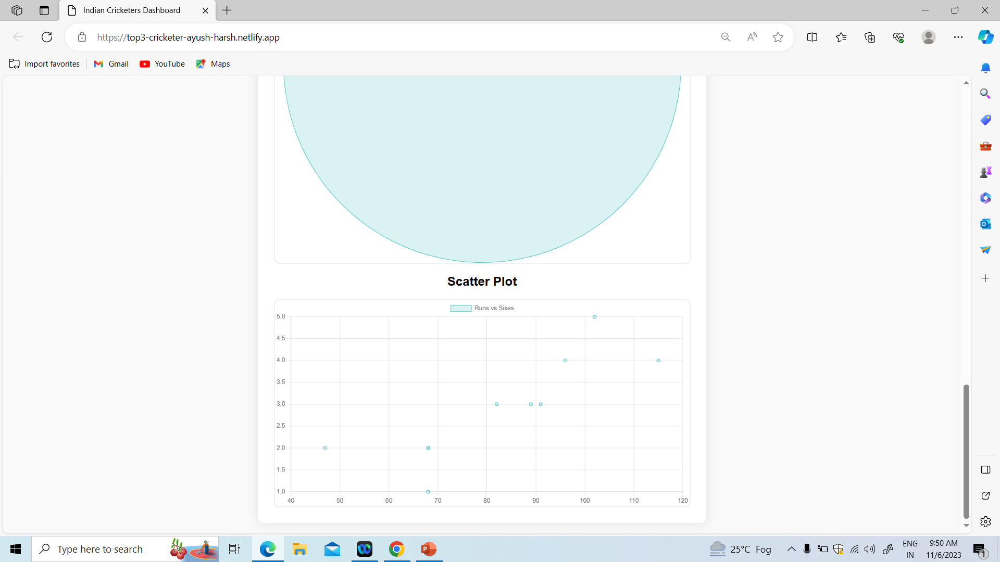 Indian Cricketers Dashboard
https://top3-cricketer-ayush-harsh.netlify.app
Import favorites
Gmail
YouTube
Maps
Scatter Plot
Runs vs Sixes
5.0
4.5
4.0
3.5
3.0
2.5
2.0
1.5
1.0
40 50 60 70 80 90 100 110 120
Type here to search
25°C Fog
ENG
IN
9:50 AM
11/6/2023
1